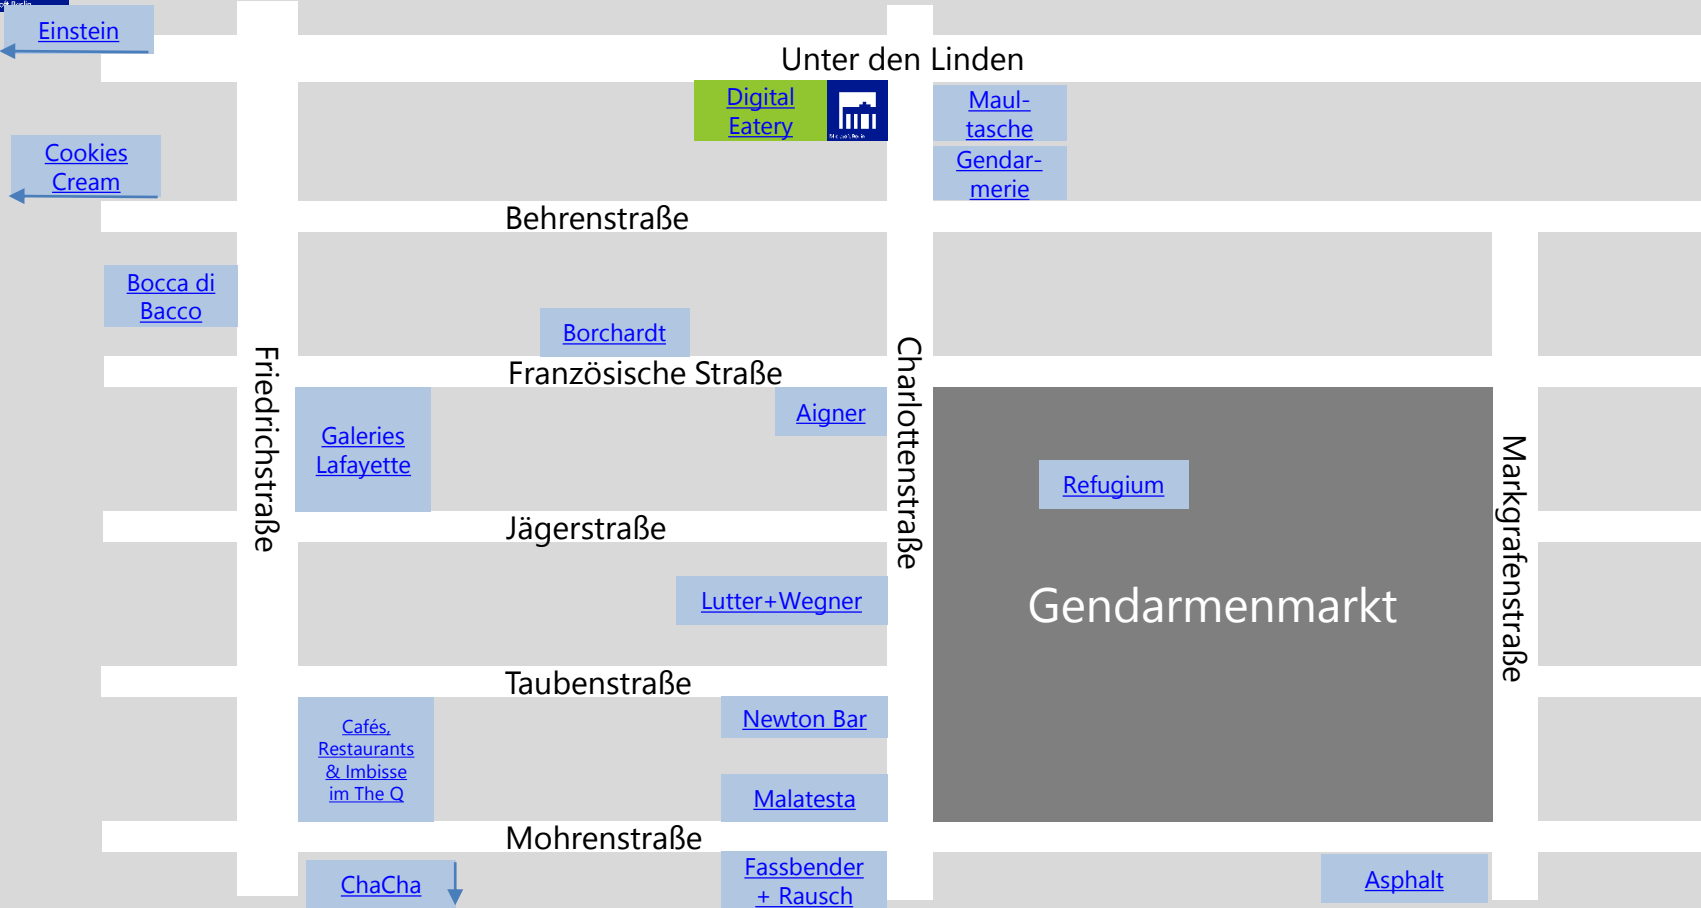 Einstein
Unter den Linden
Digital
Eatery
Maul-
tasche
Cookies
Cream
Gendar-
merie
Behrenstraße
Bocca di
Bacco
Borchardt
Friedrichstraße
Französische Straße
Charlottenstraße
Galeries
Lafayette
Aigner
Refugium
Markgrafenstraße
Jägerstraße
Lutter+Wegner
Gendarmenmarkt
Taubenstraße
Cafés,
Restaurants
& Imbisse
im The Q
Newton Bar
Malatesta
Mohrenstraße
ChaCha
Fassbender
+ Rausch
Asphalt